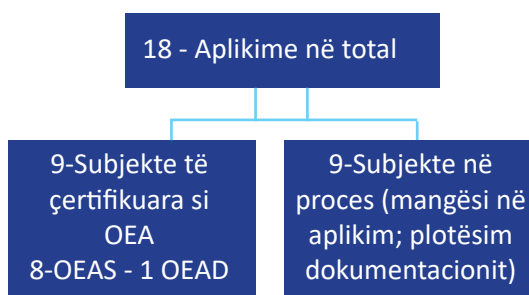 18 - Aplikime në total
9-Subjekte të
çertifikuara si
OEA
8-OEAS - 1 OEAD
9-Subjekte në
proces (mangësi në
aplikim; plotësim
dokumentacionit)